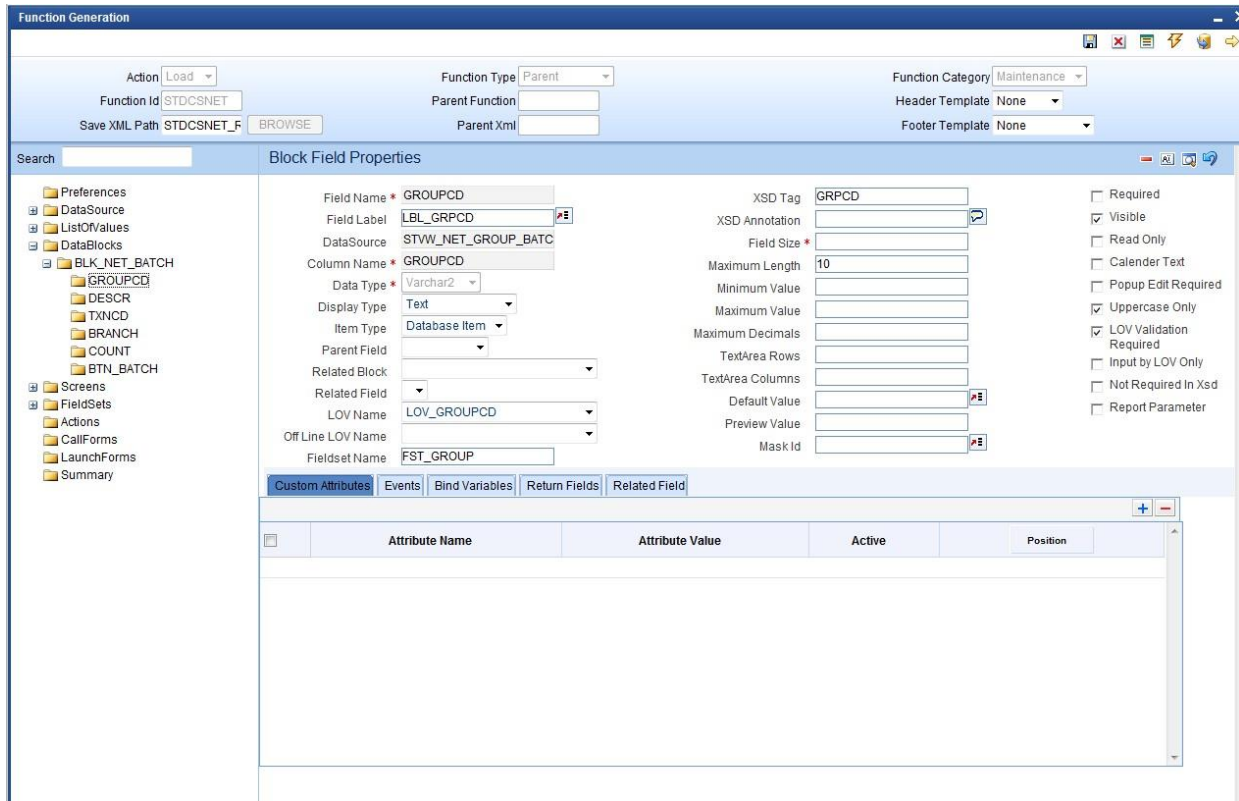 Function Generation
Action Load
Function Type Parent
Function Category Maintenance
Function Id STDCSNET
Parent Function
Header Template None
Save XML Path STDCSNET_R BROWSE
Parent Xml
Footer Template None
Search
Block Field Properties
Preferences
DataSource
ListOfValues
DataBlocks
BLK_NET_BATCH
GROUPCD
DESCR
TXNCD
BRANCH
COUNT
BTN_BATCH
Screens
FieldSets
Actions
CallForms
LaunchForms
Summary
Field Name * GROUPCD
Field Label LBL_GRPCD
DataSource STVW_NET_GROUP_BATC
Column Name * GROUPCD
Data Type * Varchar2
Display Type Text
Item Type Database Item
Parent Field
Related Block
Related Field
LOV Name LOV_GROUPCD
Off Line LOV Name
Fieldset Name FST_GROUP
XSD Tag GRPCD
XSD Annotation
Field Size *
Maximum Length 10
Minimum Value
Maximum Value
Maximum Decimals
TextArea Rows
TextArea Columns
Default Value
Preview Value
Mask Id
Required
Visible
Read Only
Calender Text
Popup Edit Required
Uppercase Only
LOV Validation
Required
Input by LOV Only
Not Required In Xsd
Report Parameter
Custom Attributes Events Bind Variables Return Fields Related Field
Attribute Name Attribute Value Active Position